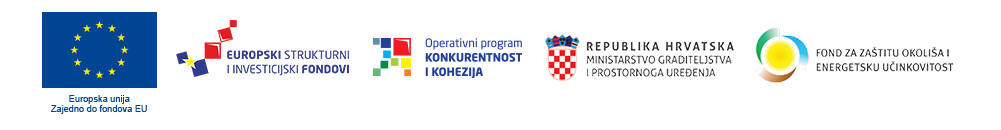 Europska unija
Zajedno do fondova EU
EUROPSKI STRUKTURNI
I INVESTICIJSKI FONDOVI
Operativni program
KONKURENTNOST
I KOHEZIJA
REPUBLIKA HRVATSKA
MINISTARSTVO GRADITELJSTVA
I PROSTORNOGA UREĐENJA
FOND ZA ZAŠTITU OKOLIŠA I
ENERGETSKU UČINKOVITOST